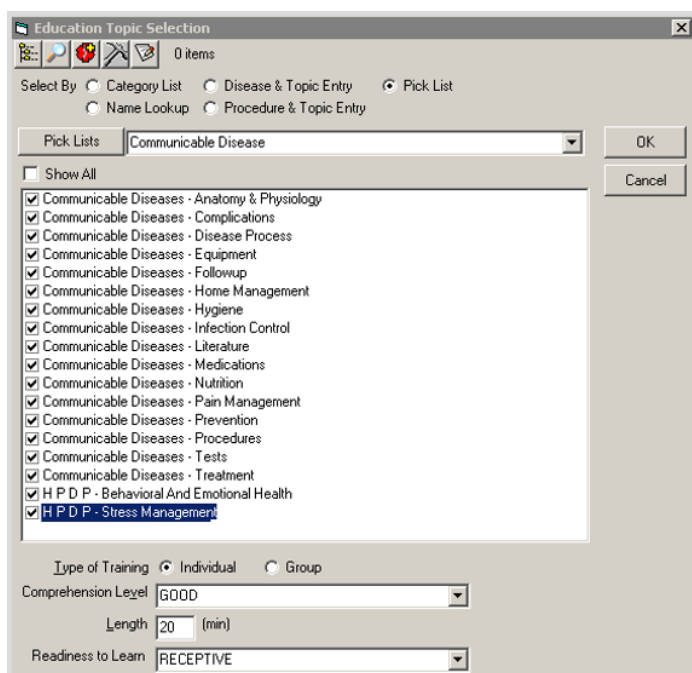 Education Topic Selection
0 items
Select By Category List Disease & Topic Entry Pick List
Name Lookup Procedure & Topic Entry
Pick Lists Communicable Disease OK
Show All Cancel
Communicable Diseases - Anatomy & Physiology
Communicable Diseases - Complications
Communicable Diseases - Disease Process
Communicable Diseases - Equipment
Communicable Diseases - Followup
Communicable Diseases - Home Management
Communicable Diseases - Hygiene
Communicable Diseases - Infection Control
Communicable Diseases - Literature
Communicable Diseases - Medications
Communicable Diseases - Nutrition
Communicable Diseases - Pain Management
Communicable Diseases - Prevention
Communicable Diseases - Procedures
Communicable Diseases - Tests
Communicable Diseases - Treatment
H P D P - Behavioral And Emotional Health
H P D P - Stress Management
Type of Training Individual Group
Comprehension Level GOOD
Length 20 (min)
Readiness to Learn RECEPTIVE